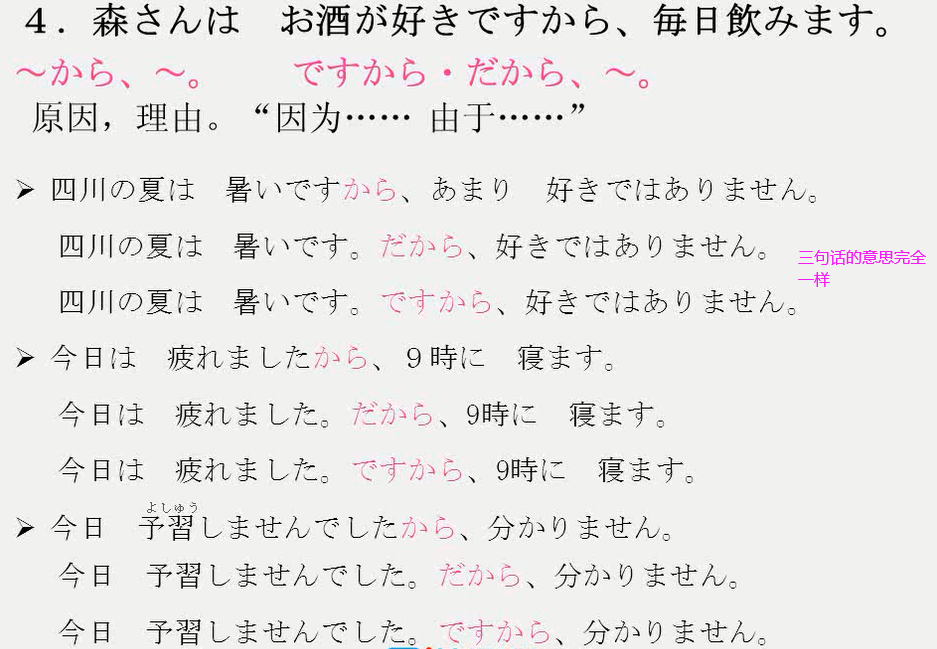 ４．森さんは　お酒が好きですから、毎日飲みます。
～から、～。　　ですから・だから、～。
原因，理由。“因为…… 由于……”
➢ 四川の夏は　暑いですから、あまり　好きではありません。
四川の夏は　暑いです。だから、好きではありません。
四川の夏は　暑いです。ですから、好きではありません。
三句话的意思完全
一样
➢ 今日は　疲れましたから、９時に　寝ます。
今日は　疲れました。だから、9時に　寝ます。
今日は　疲れました。ですから、9時に　寝ます。
よしゅう
➢ 今日　予習しませんでしたから、分かりません。
今日　予習しませんでした。だから、分かりません。
今日　予習しませんでした。ですから、分かりません。